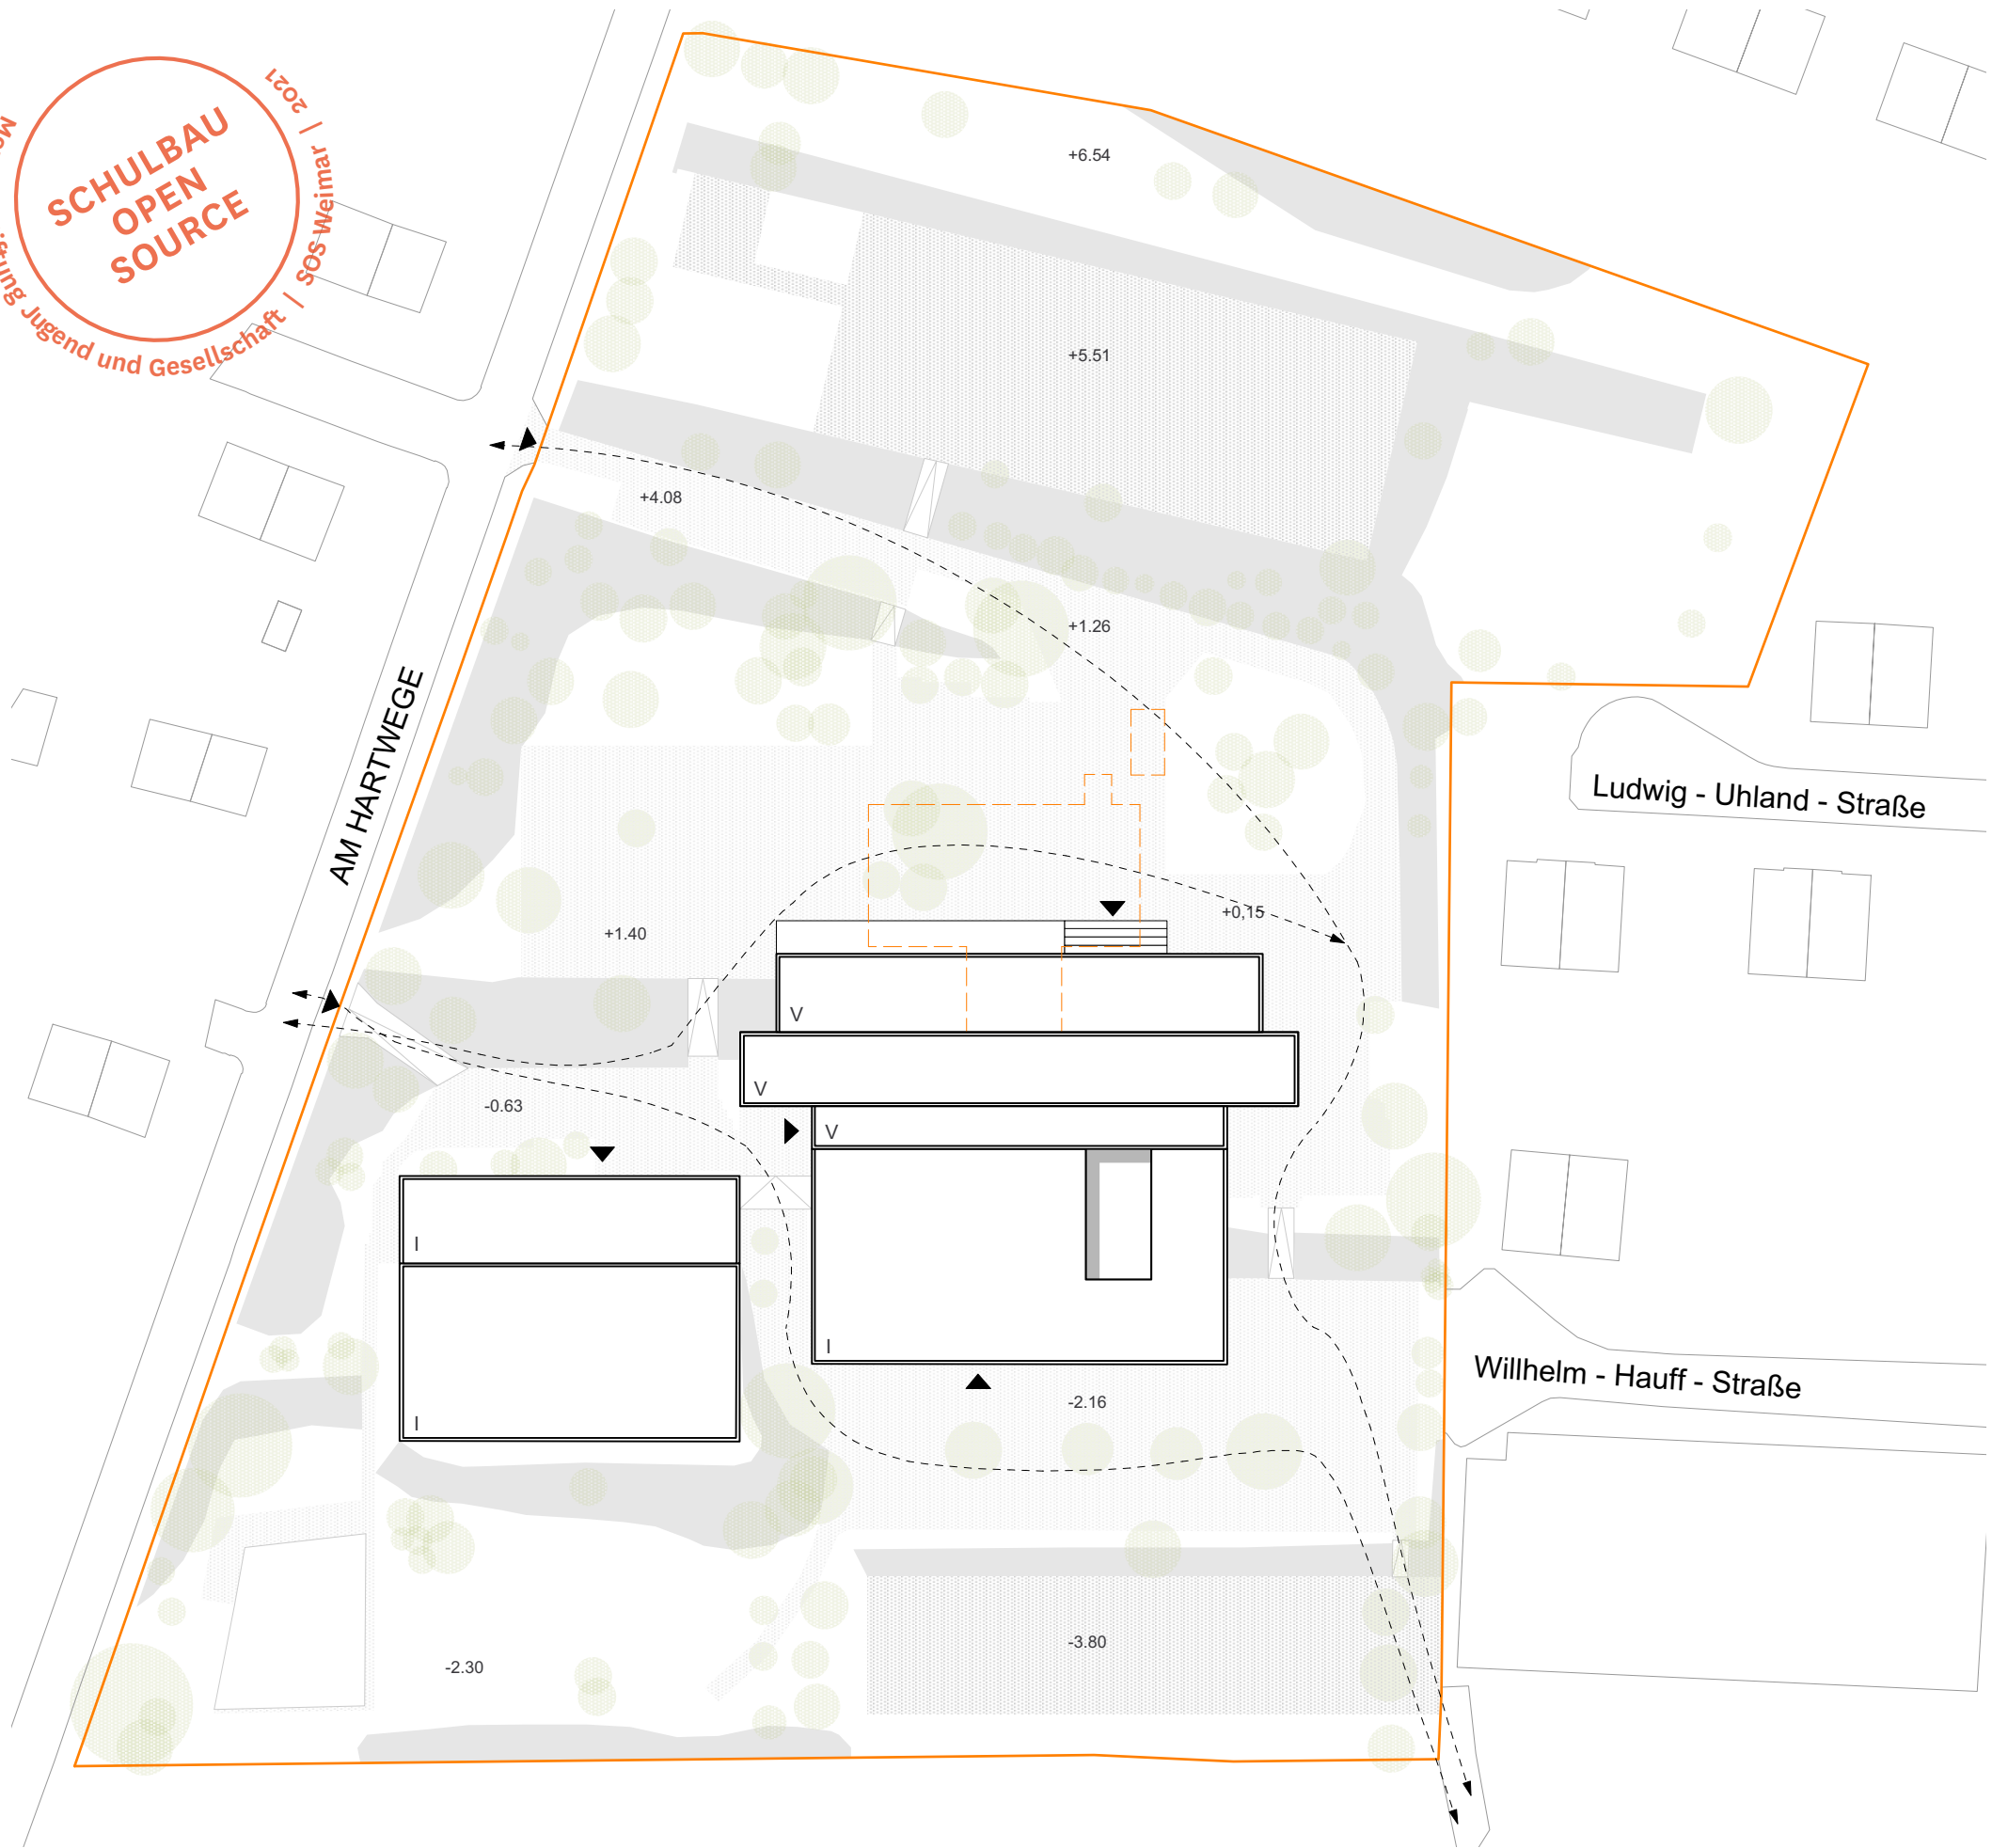 SCHULBAU
OPEN
SOURCE
Jugend und Gesellschaft | SOS Weimar | 2021
+6.54
+5.51
+4.08
+1.26
AM HARTWEGE
Ludwig - Uhland - Straße
+0,15
+1.40
V
V
-0.63
V
I
I
I
Willhelm - Hauff - Straße
-2.16
-3.80
-2.30